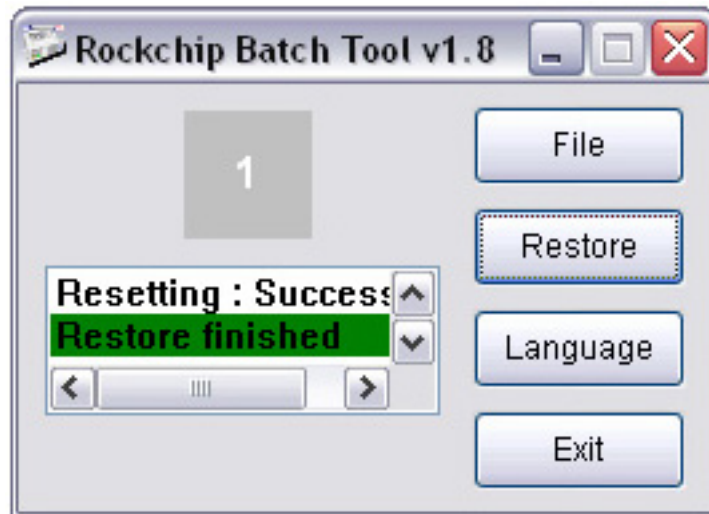 Rockchip Batch Tool v1.8
1
File
Restore
Resetting : Success
Restore finished
Language
Exit